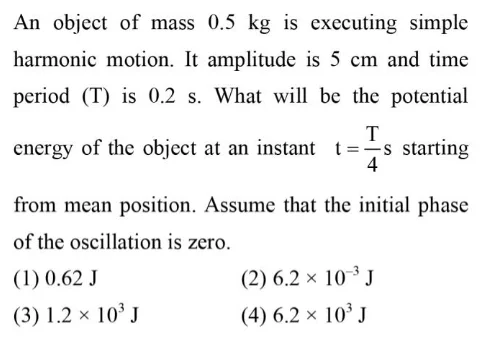 An object of mass 0.5 kg is executing simple
harmonic motion. It amplitude is 5 cm and time
period (T) is 0.2 s. What will be the potential
energy of the object at an instant t = T/4 s starting
from mean position. Assume that the initial phase
of the oscillation is zero.
(1) 0.62 J (2) 6.2 × 10⁻³ J
(3) 1.2 × 10³ J (4) 6.2 × 10³ J